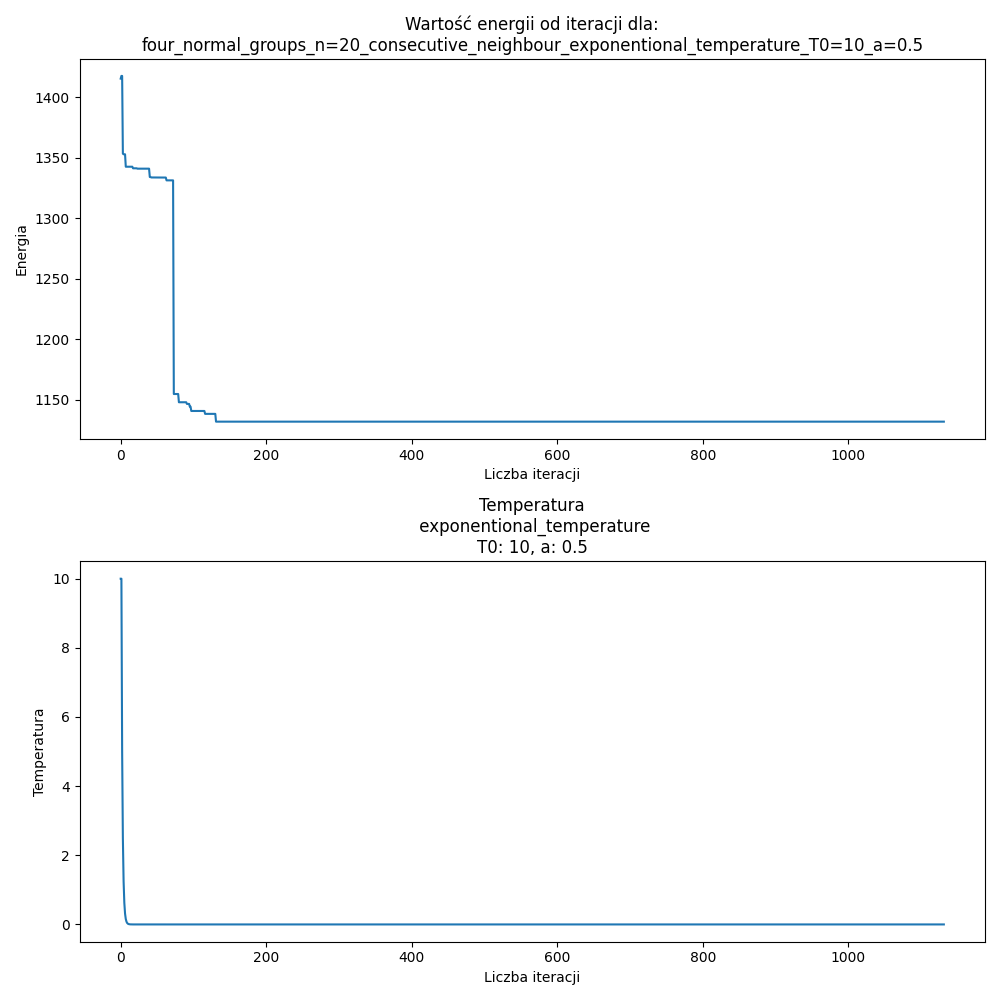 Wartość energii od iteracji dla:
four_normal_groups_n=20_consecutive_neighbour_exponentional_temperature_T0=10_a=0.5
1400
1350
1300
1250
1200
1150
Energia
0 200 400 600 800 1000
Liczba iteracji
Temperatura
exponentional_temperature
T0: 10, a: 0.5
10
8
6
4
2
0
Temperatura
0 200 400 600 800 1000
Liczba iteracji